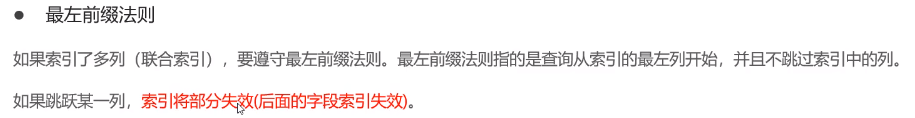 ● 最左前缀法则
如果索引了多列（联合索引），要遵守最左前缀法则。最左前缀法则指的是查询从索引的最左列开始，并且不跳过索引中的列。
如果跳跃某一列，索引将部分失效(后面的字段索引失效)。